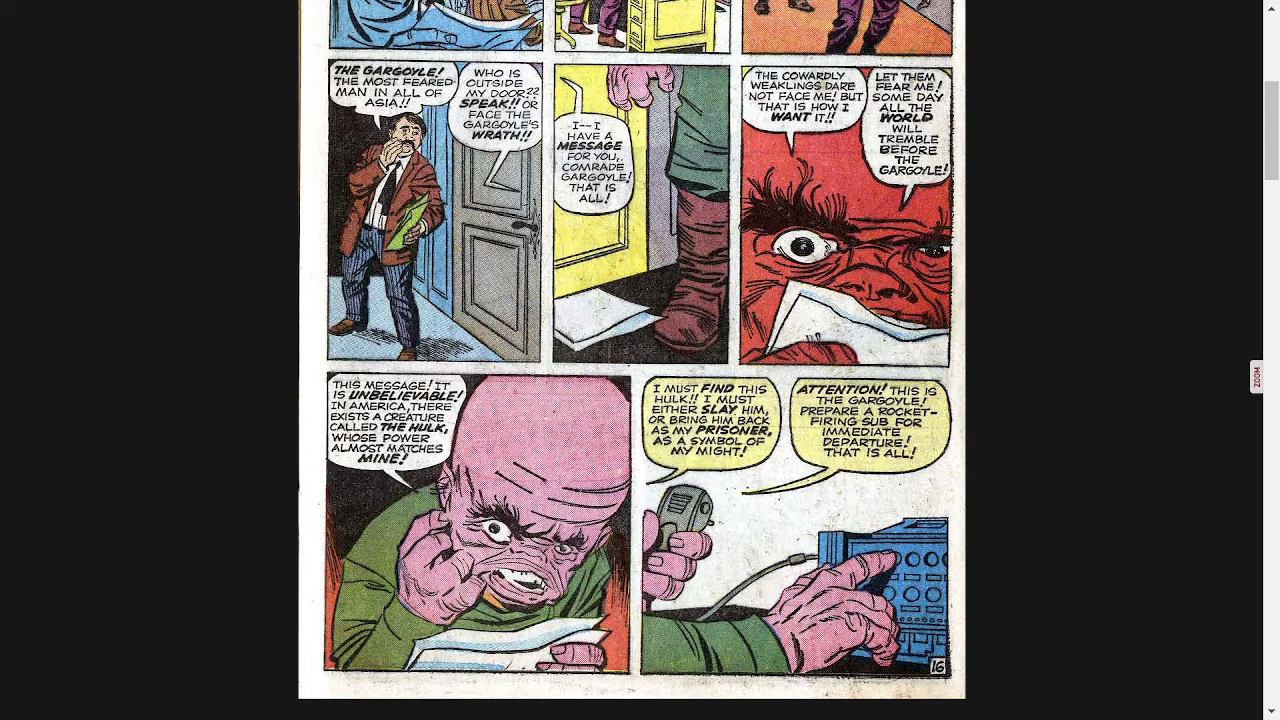 THE GARGOYLE!
THE MOST FEARED
MAN IN ALL OF
ASIA!!
WHO IS
OUTSIDE
MY DOOR??
SPEAK!! OR
FACE THE
GARGOYLE'S
WRATH!!
I--I
HAVE A
MESSAGE
FOR YOU,
COMRADE
GARGOYLE!
THAT IS
ALL!
THE COWARDLY
WEAKLINGS DARE
NOT FACE ME! BUT
THAT IS HOW I
WANT IT!!
LET THEM
FEAR ME!
SOME DAY
ALL THE
WORLD
WILL
TREMBLE
BEFORE
THE
GARGOYLE!
THIS MESSAGE! IT
IS UNBELIEVABLE!
IN AMERICA, THERE
EXISTS A CREATURE
CALLED THE HULK,
WHOSE POWER
ALMOST MATCHES
MINE!
I MUST FIND THIS
HULK!! I MUST
EITHER SLAY HIM,
OR BRING HIM BACK
AS MY PRISONER,
AS A SYMBOL OF
MY MIGHT!
ATTENTION! THIS IS
THE GARGOYLE!
PREPARE A ROCKET-
FIRING SUB FOR
IMMEDIATE
DEPARTURE!
THAT IS ALL!
16
ZOOM